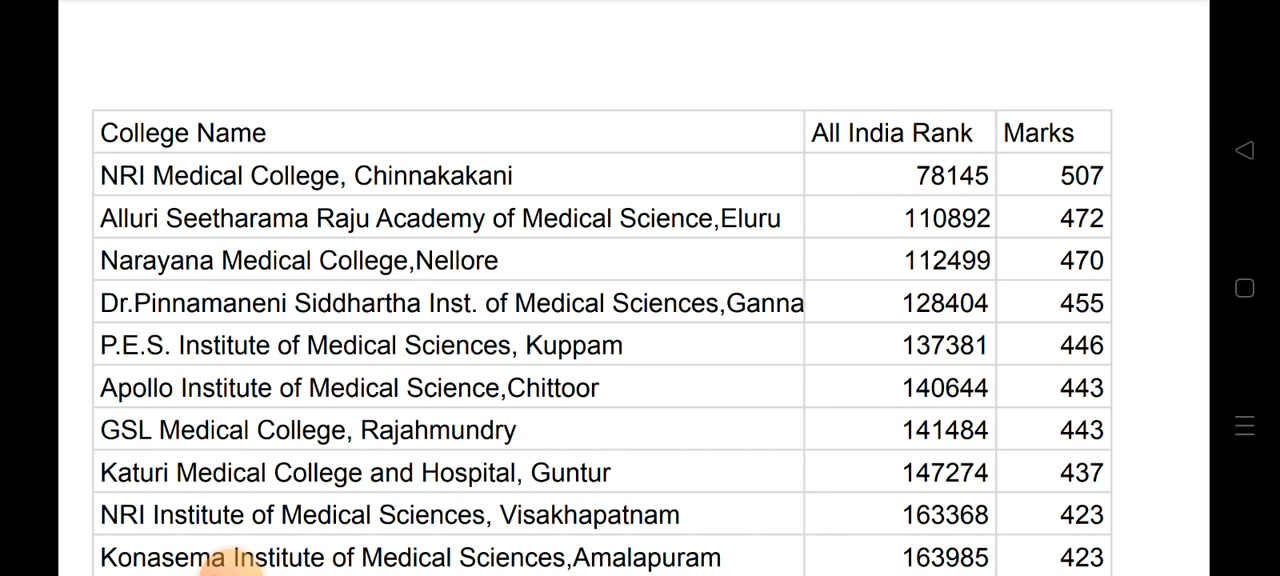 College Name All India Rank Marks
NRI Medical College, Chinnakakani 78145 507
Alluri Seetharama Raju Academy of Medical Science,Eluru 110892 472
Narayana Medical College,Nellore 112499 470
Dr.Pinnamaneni Siddhartha Inst. of Medical Sciences,Ganna 128404 455
P.E.S. Institute of Medical Sciences, Kuppam 137381 446
Apollo Institute of Medical Science,Chittoor 140644 443
GSL Medical College, Rajahmundry 141484 443
Katuri Medical College and Hospital, Guntur 147274 437
NRI Institute of Medical Sciences, Visakhapatnam 163368 423
Konasema Institute of Medical Sciences,Amalapuram 163985 423